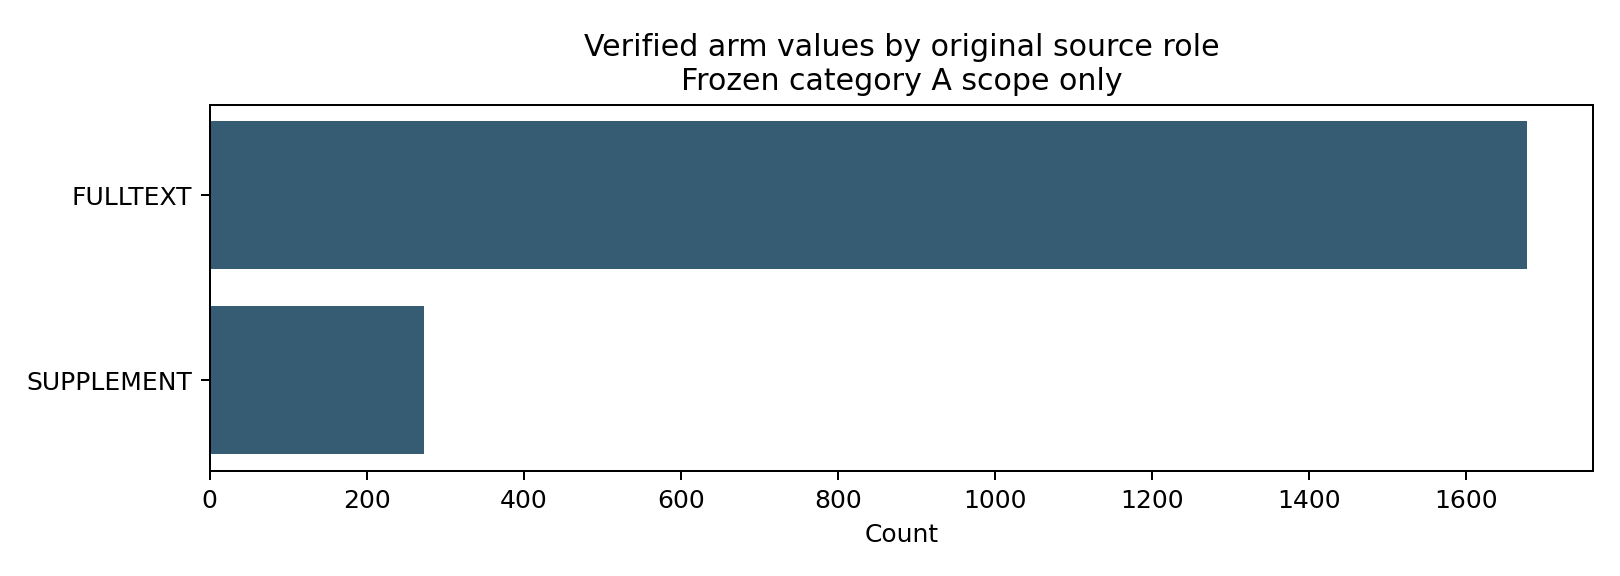 Verified arm values by original source role
Frozen category A scope only
FULLTEXT
SUPPLEMENT
0 200 400 600 800 1000 1200 1400 1600
Count